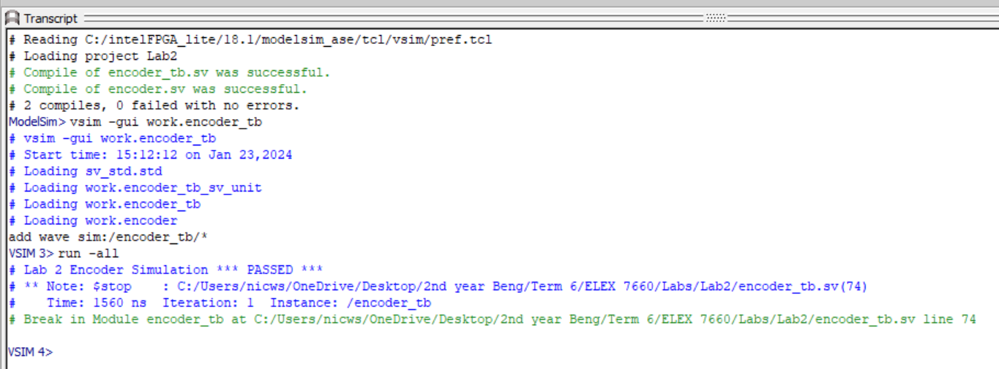 Transcript
# Reading C:/intelFPGA_lite/18.1/modelsim_ase/tcl/vsim/pref.tcl
# Loading project Lab2
# Compile of encoder_tb.sv was successful.
# Compile of encoder.sv was successful.
# 2 compiles, 0 failed with no errors.
ModelSim> vsim -gui work.encoder_tb
# vsim -gui work.encoder_tb
# Start time: 15:12:12 on Jan 23,2024
# Loading sv_std.std
# Loading work.encoder_tb_sv_unit
# Loading work.encoder_tb
# Loading work.encoder
add wave sim:/encoder_tb/*
VSIM 3> run -all
# Lab 2 Encoder Simulation *** PASSED ***
# ** Note: $stop    : C:/Users/nicws/OneDrive/Desktop/2nd year Beng/Term 6/ELEX 7660/Labs/Lab2/encoder_tb.sv(74)
#    Time: 1560 ns  Iteration: 1  Instance: /encoder_tb
# Break in Module encoder_tb at C:/Users/nicws/OneDrive/Desktop/2nd year Beng/Term 6/ELEX 7660/Labs/Lab2/encoder_tb.sv line 74
VSIM 4>